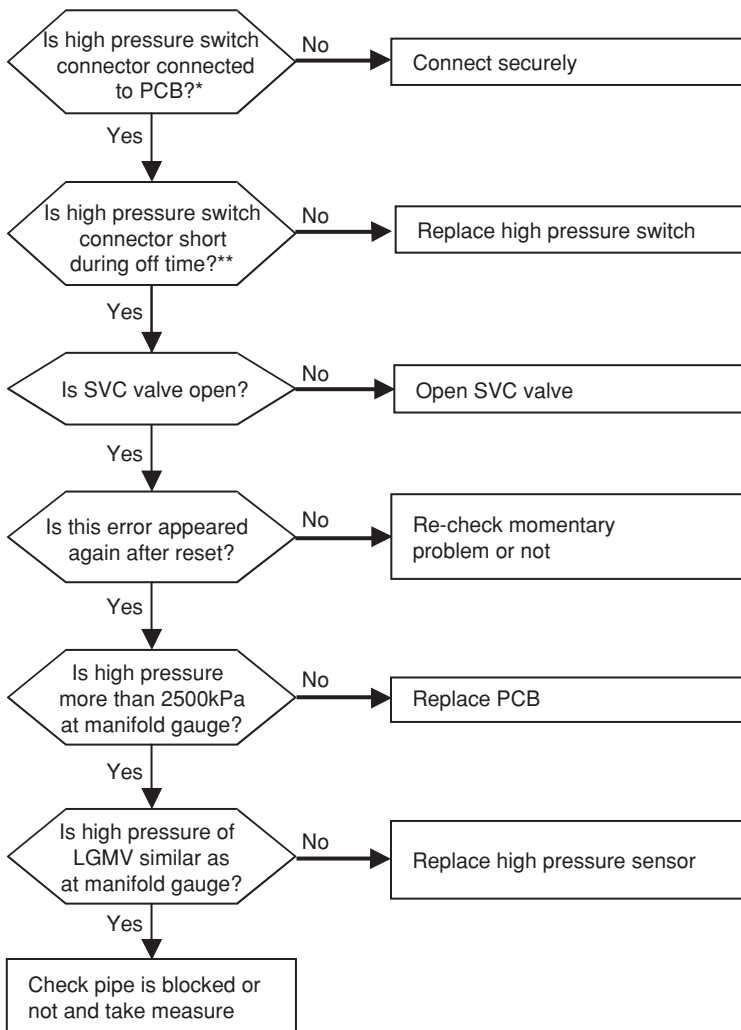 Is high pressure switch
connector connected
to PCB?*
No
Connect securely
Yes
Is high pressure switch
connector short
during off time?**
No
Replace high pressure switch
Yes
Is SVC valve open?
No
Open SVC valve
Yes
Is this error appeared
again after reset?
No
Re-check momentary
problem or not
Yes
Is high pressure
more than 2500kPa
at manifold gauge?
No
Replace PCB
Yes
Is high pressure of
LGMV similar as
at manifold gauge?
No
Replace high pressure sensor
Yes
Check pipe is blocked or
not and take measure